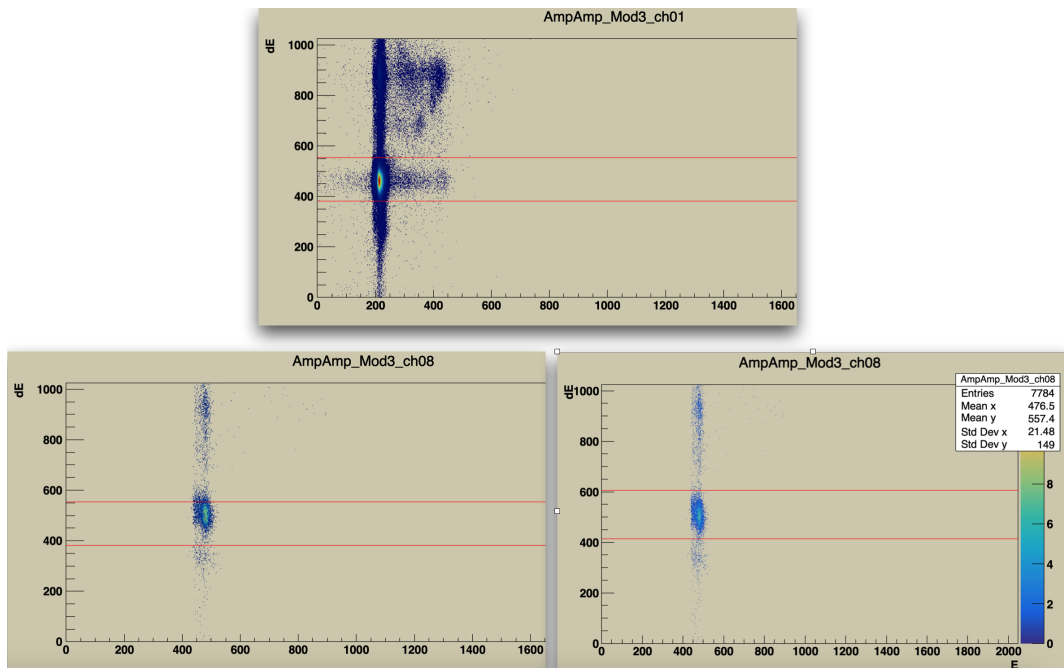 AmpAmp_Mod3_ch01
dE
1000
800
600
400
200
0
0 200 400 600 800 1000 1200 1400 1600
AmpAmp_Mod3_ch08
dE
1000
800
600
400
200
0
0 200 400 600 800 1000 1200 1400 1600
AmpAmp_Mod3_ch08
dE
1000
800
600
400
200
0
0 200 400 600 800 1000 1200 1400 1600 1800 2000
E
AmpAmp_Mod3_ch08
Entries 7784
Mean x 476.5
Mean y 557.4
Std Dev x 21.48
Std Dev y 149
8
6
4
2
0